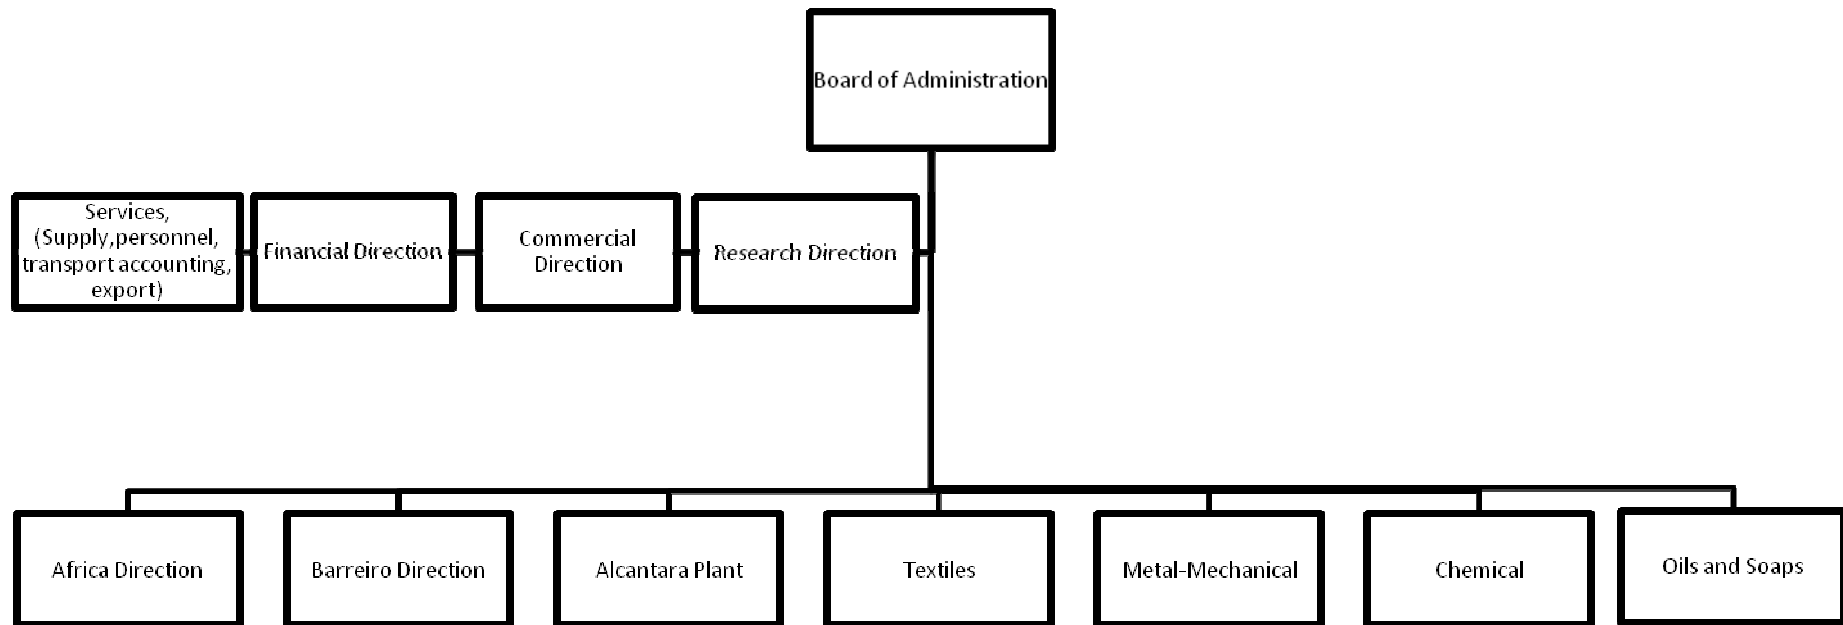 Board of Administration
Services,
(Supply,personnel,
transport accounting,
export)
Financial Direction
Commercial
Direction
Research Direction
Africa Direction
Barreiro Direction
Alcantara Plant
Textiles
Metal-Mechanical
Chemical
Oils and Soaps